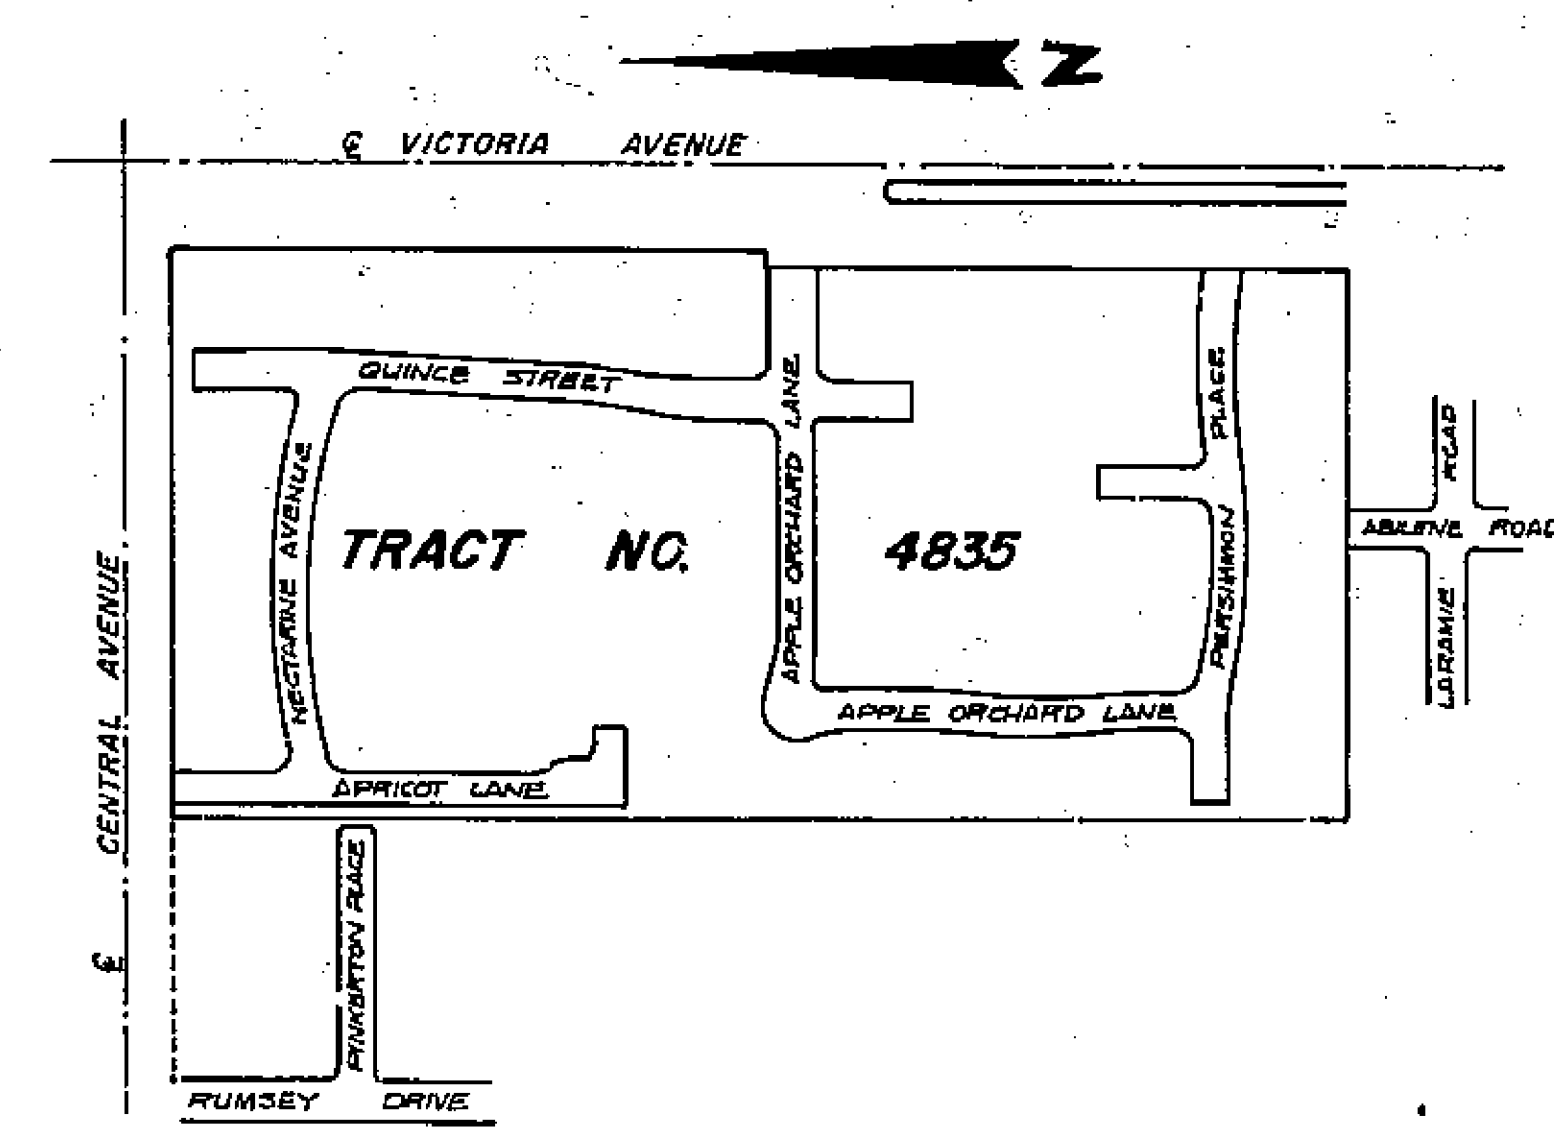 N
℄ VICTORIA AVENUE
QUINCE STREET
APPLE ORCHARD LANE
PERSIMMON PLACE
NECTARINE AVENUE
TRACT NO. 4835
ABILENE ROAD
LARAMIE ROAD
APPLE ORCHARD LANE
APRICOT LANE
℄ CENTRAL AVENUE
PINKERTON PLACE
RUMSEY DRIVE